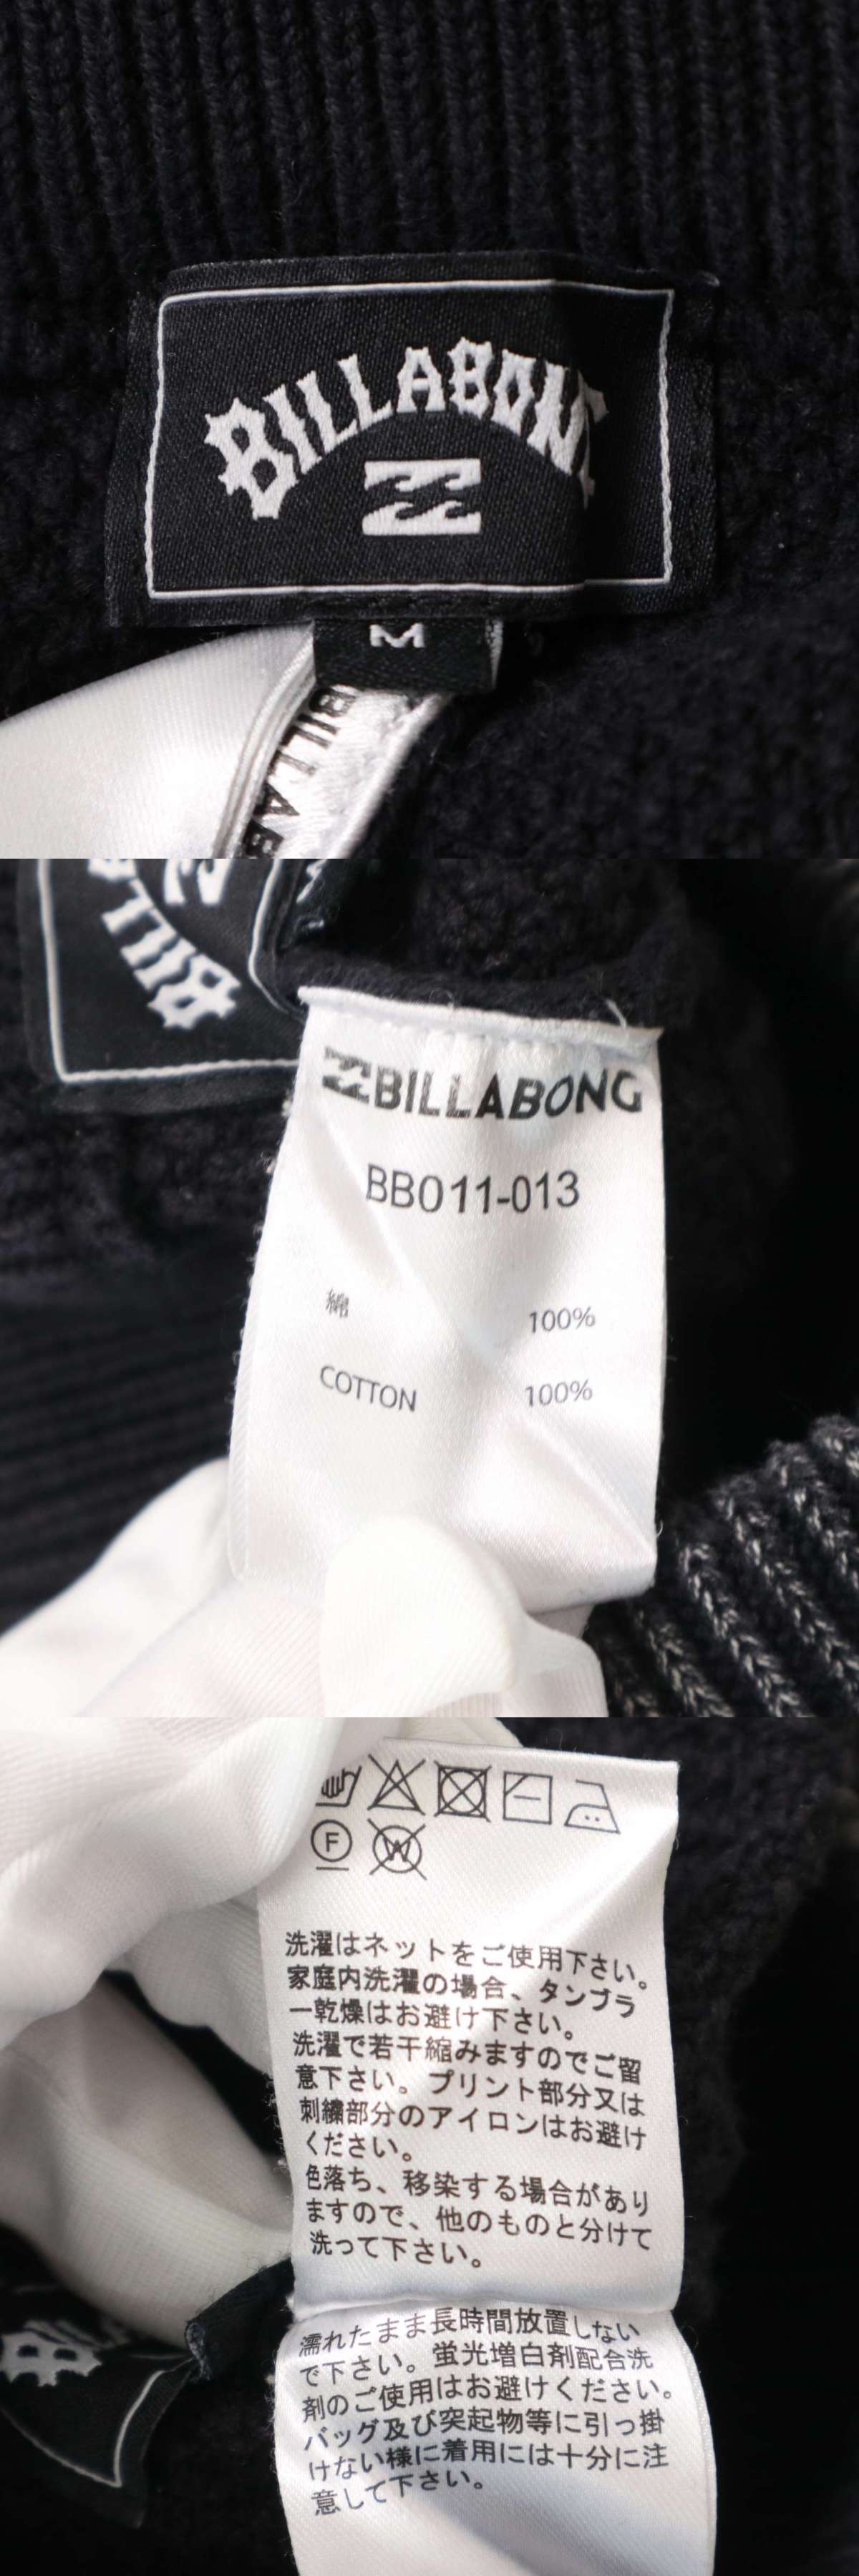 BILLABONG
M
BILLAB
BILLA
BILLABONG
BB011-013
綿 100%
COTTON 100%
F
W
洗濯はネットをご使用下さい。
家庭内洗濯の場合、タンブラ
ー乾燥はお避け下さい。
洗濯で若干縮みますのでご留
意下さい。プリント部分又は
刺繍部分のアイロンはお避け
ください。
色落ち、移染する場合があり
ますので、他のものと分けて
洗って下さい。
濡れたまま長時間放置しない
で下さい。蛍光増白剤配合洗
剤のご使用はお避けください。
バッグ及び突起物等に引っ掛
けない様に着用には十分に注
意して下さい。